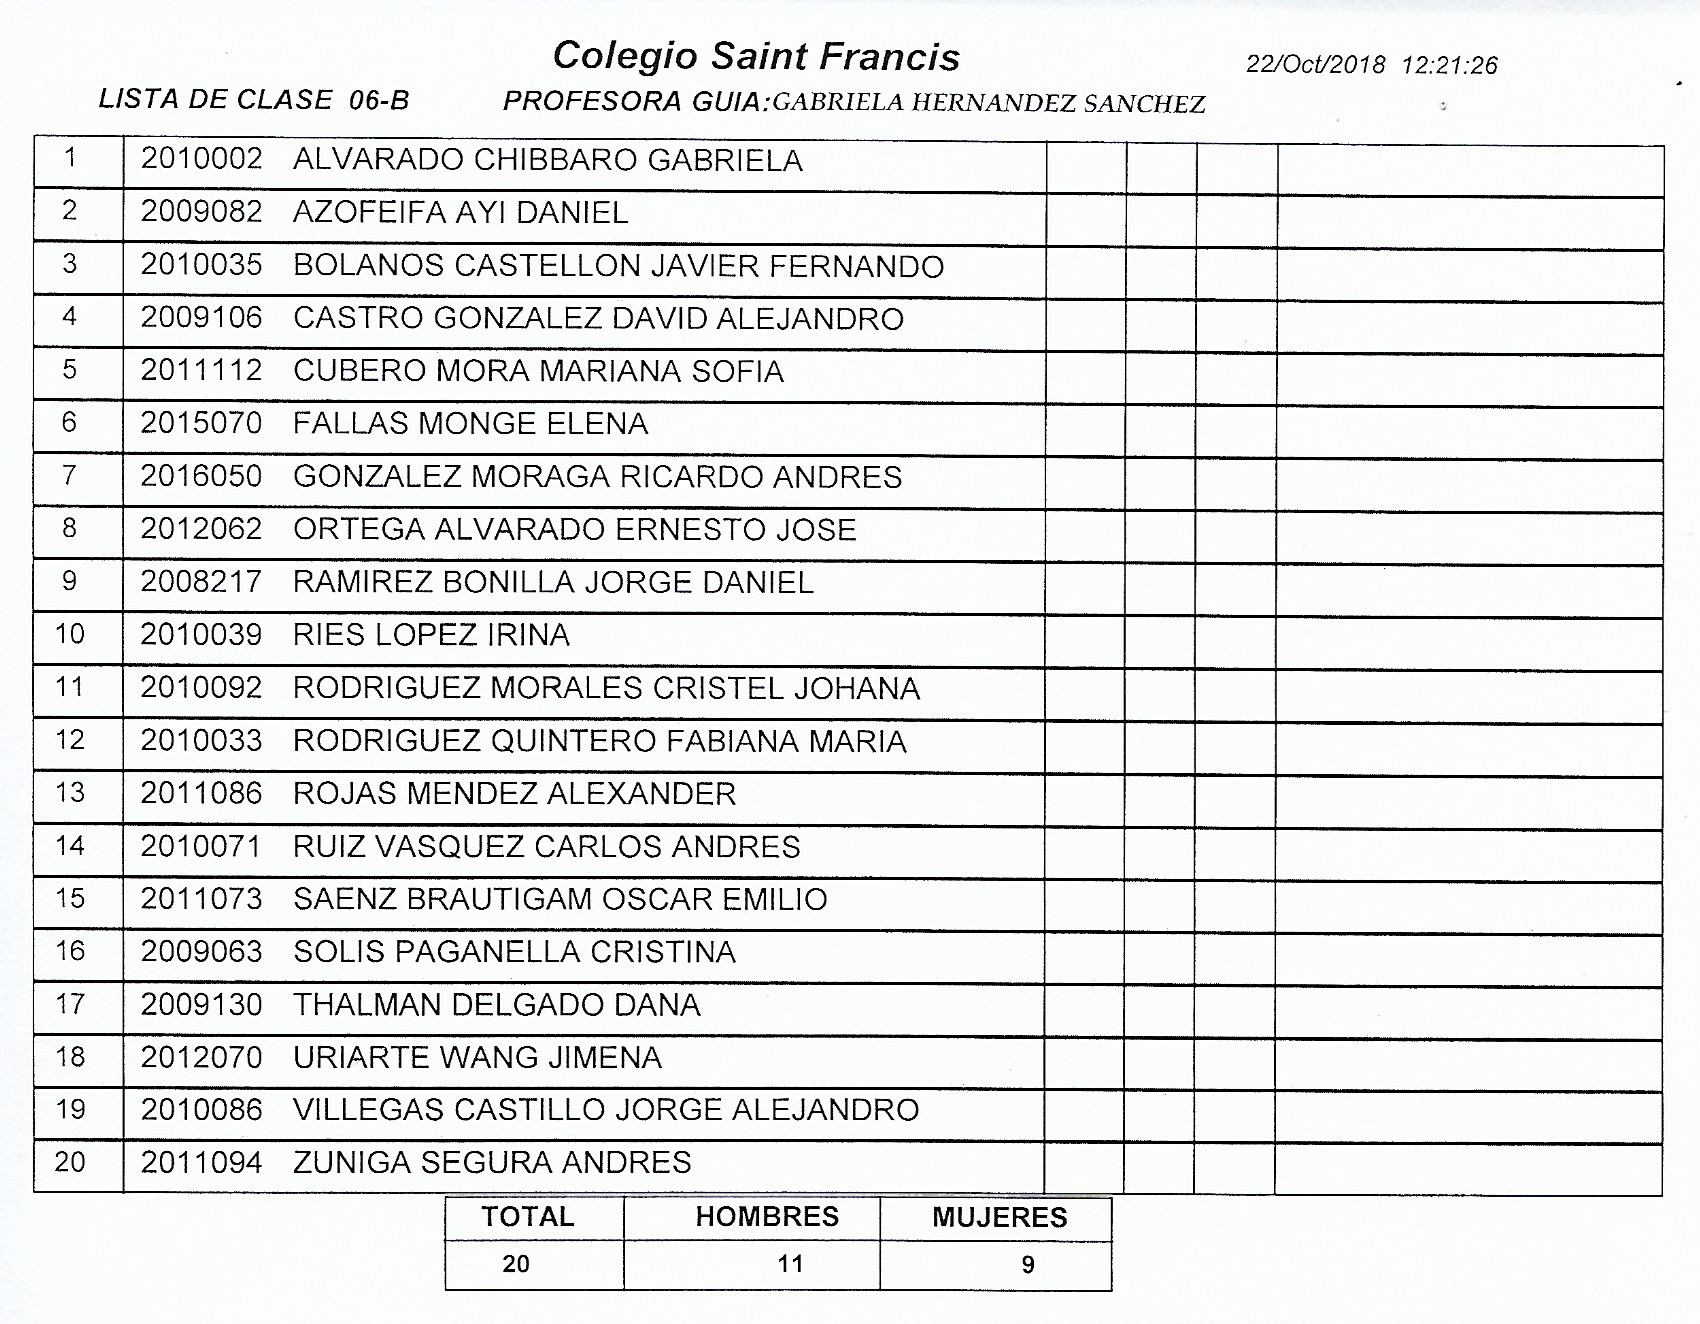 Colegio Saint Francis
22/Oct/2018 12:21:26
LISTA DE CLASE 06-B PROFESORA GUIA:GABRIELA HERNANDEZ SANCHEZ
1 2010002 ALVARADO CHIBBARO GABRIELA
2 2009082 AZOFEIFA AYI DANIEL
3 2010035 BOLANOS CASTELLON JAVIER FERNANDO
4 2009106 CASTRO GONZALEZ DAVID ALEJANDRO
5 2011112 CUBERO MORA MARIANA SOFIA
6 2015070 FALLAS MONGE ELENA
7 2016050 GONZALEZ MORAGA RICARDO ANDRES
8 2012062 ORTEGA ALVARADO ERNESTO JOSE
9 2008217 RAMIREZ BONILLA JORGE DANIEL
10 2010039 RIES LOPEZ IRINA
11 2010092 RODRIGUEZ MORALES CRISTEL JOHANA
12 2010033 RODRIGUEZ QUINTERO FABIANA MARIA
13 2011086 ROJAS MENDEZ ALEXANDER
14 2010071 RUIZ VASQUEZ CARLOS ANDRES
15 2011073 SAENZ BRAUTIGAM OSCAR EMILIO
16 2009063 SOLIS PAGANELLA CRISTINA
17 2009130 THALMAN DELGADO DANA
18 2012070 URIARTE WANG JIMENA
19 2010086 VILLEGAS CASTILLO JORGE ALEJANDRO
20 2011094 ZUNIGA SEGURA ANDRES
TOTAL HOMBRES MUJERES
20 11 9